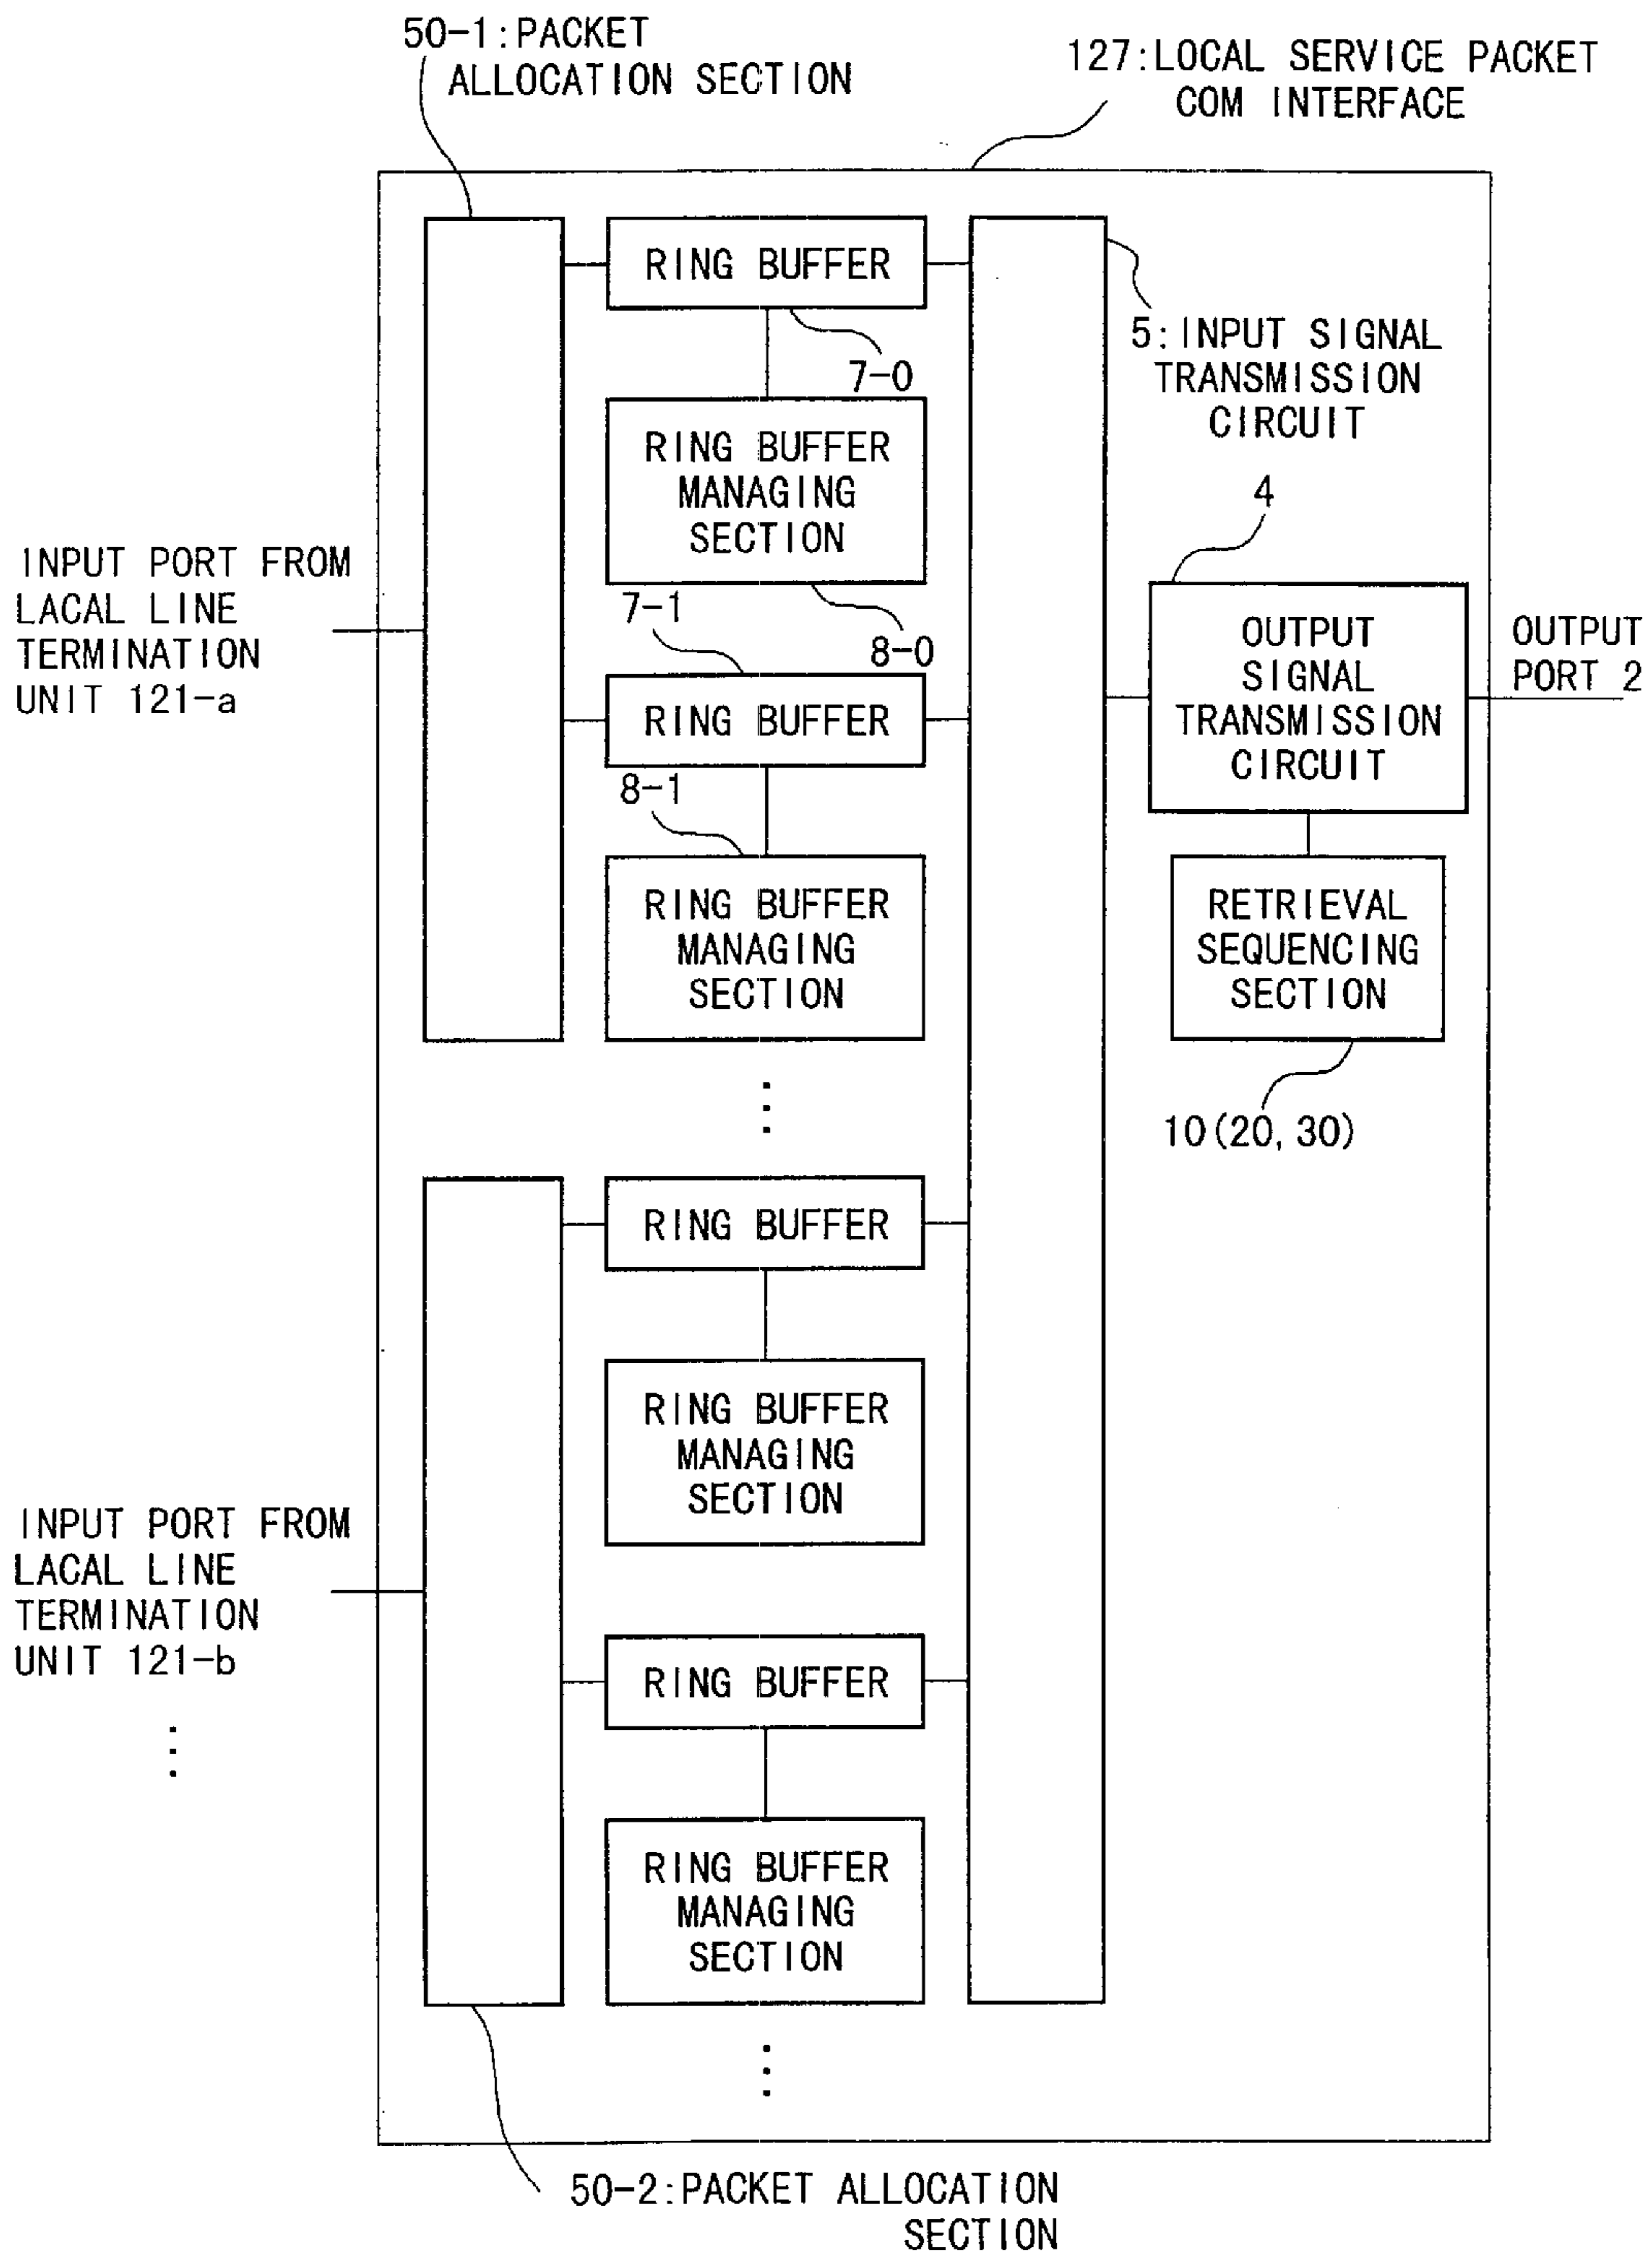 50-1:PACKET
ALLOCATION SECTION
127:LOCAL SERVICE PACKET
COM INTERFACE
RING BUFFER
7-0
5:INPUT SIGNAL
TRANSMISSION
CIRCUIT
RING BUFFER
MANAGING
SECTION
8-0
4
INPUT PORT FROM
LACAL LINE
TERMINATION
UNIT 121-a
7-1
RING BUFFER
OUTPUT
SIGNAL
TRANSMISSION
CIRCUIT
OUTPUT
PORT 2
8-1
RING BUFFER
MANAGING
SECTION
RETRIEVAL
SEQUENCING
SECTION
10(20,30)
RING BUFFER
RING BUFFER
MANAGING
SECTION
INPUT PORT FROM
LACAL LINE
TERMINATION
UNIT 121-b
RING BUFFER
RING BUFFER
MANAGING
SECTION
50-2:PACKET ALLOCATION
SECTION